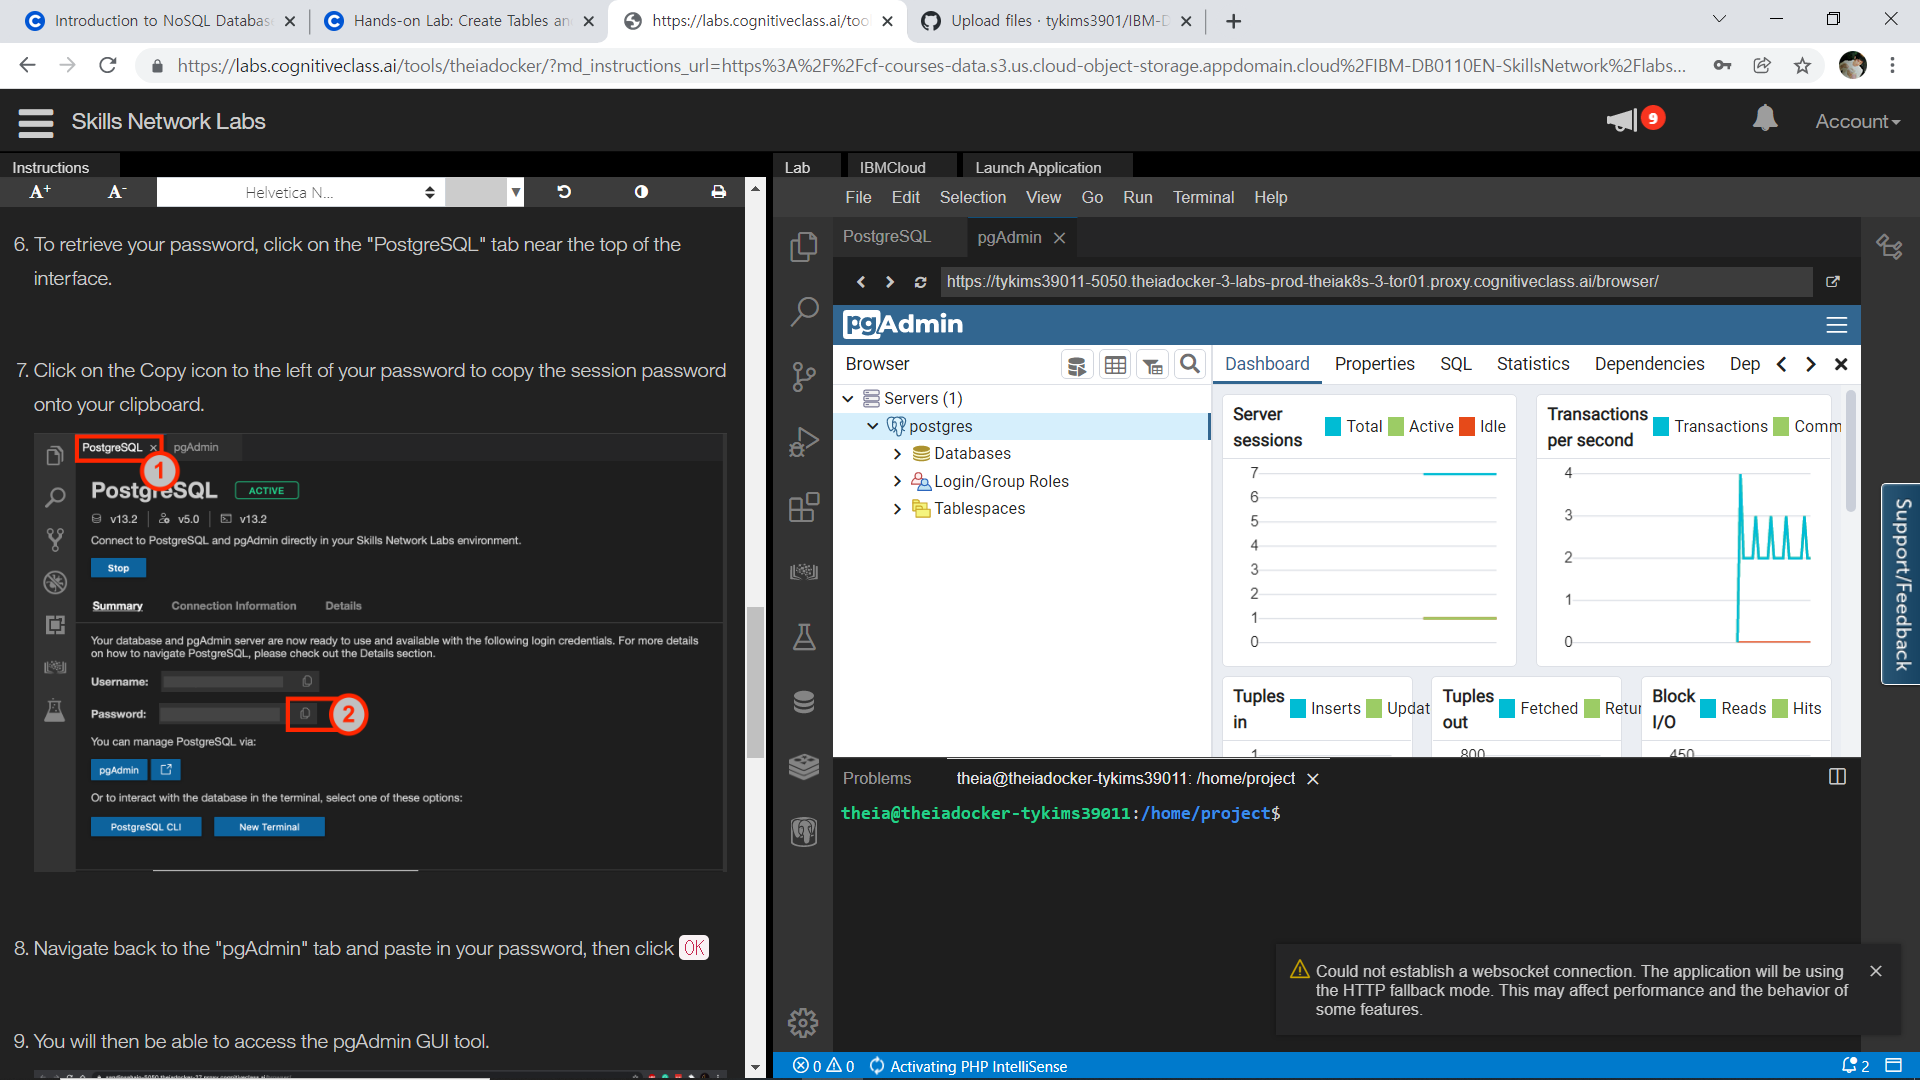 Introduction to NoSQL Databas
Hands-on Lab: Create Tables an
https://labs.cognitiveclass.ai/too
Upload files · tykims3901/IBM-D
https://labs.cognitiveclass.ai/tools/theiadocker/?md_instructions_url=https%3A%2F%2Fcf-courses-data.s3.us.cloud-object-storage.appdomain.cloud%2FIBM-DB0110EN-SkillsNetwork%2Flabs...
Skills Network Labs
9
Account
Instructions
A+ A- Helvetica N...
6. To retrieve your password, click on the "PostgreSQL" tab near the top of the
interface.
7. Click on the Copy icon to the left of your password to copy the session password
onto your clipboard.
PostgreSQL pgAdmin
1
PostgreSQL ACTIVE
v13.2 v5.0 v13.2
Connect to PostgreSQL and pgAdmin directly in your Skills Network Labs environment.
Stop
Summary Connection Information Details
Your database and pgAdmin server are now ready to use and available with the following login credentials. For more details
on how to navigate PostgreSQL, please check out the Details section.
Username:
Password:
2
You can manage PostgreSQL via:
pgAdmin
Or to interact with the database in the terminal, select one of these options:
PostgreSQL CLI New Terminal
8. Navigate back to the "pgAdmin" tab and paste in your password, then click OK
9. You will then be able to access the pgAdmin GUI tool.
Lab IBMCloud Launch Application
File Edit Selection View Go Run Terminal Help
PostgreSQL pgAdmin
https://tykims39011-5050.theiadocker-3-labs-prod-theiak8s-3-tor01.proxy.cognitiveclass.ai/browser/
pgAdmin
Browser
Dashboard Properties SQL Statistics Dependencies Dep
Servers (1)
postgres
Databases
Login/Group Roles
Tablespaces
Server
sessions
Total Active Idle
7
6
5
4
3
2
1
0
Transactions
per second
Transactions Comm
4
3
2
1
0
Tuples
in
Inserts Updat
1
Tuples
out
Fetched Retur
800
Block
I/O
Reads Hits
450
Support/Feedback
Problems theia@theiadocker-tykims39011: /home/project
theia@theiadocker-tykims39011:/home/project$
Could not establish a websocket connection. The application will be using
the HTTP fallback mode. This may affect performance and the behavior of
some features.
0 0 Activating PHP IntelliSense
2